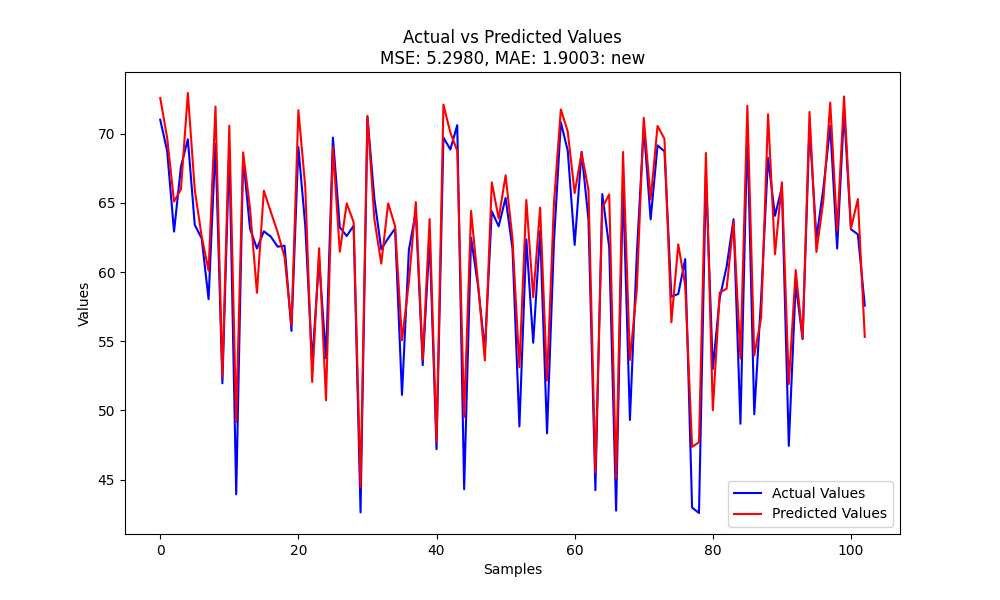 Actual vs Predicted Values
MSE: 5.2980, MAE: 1.9003: new
Values
70
65
60
55
50
45
0 20 40 60 80 100
Samples
Actual Values
Predicted Values